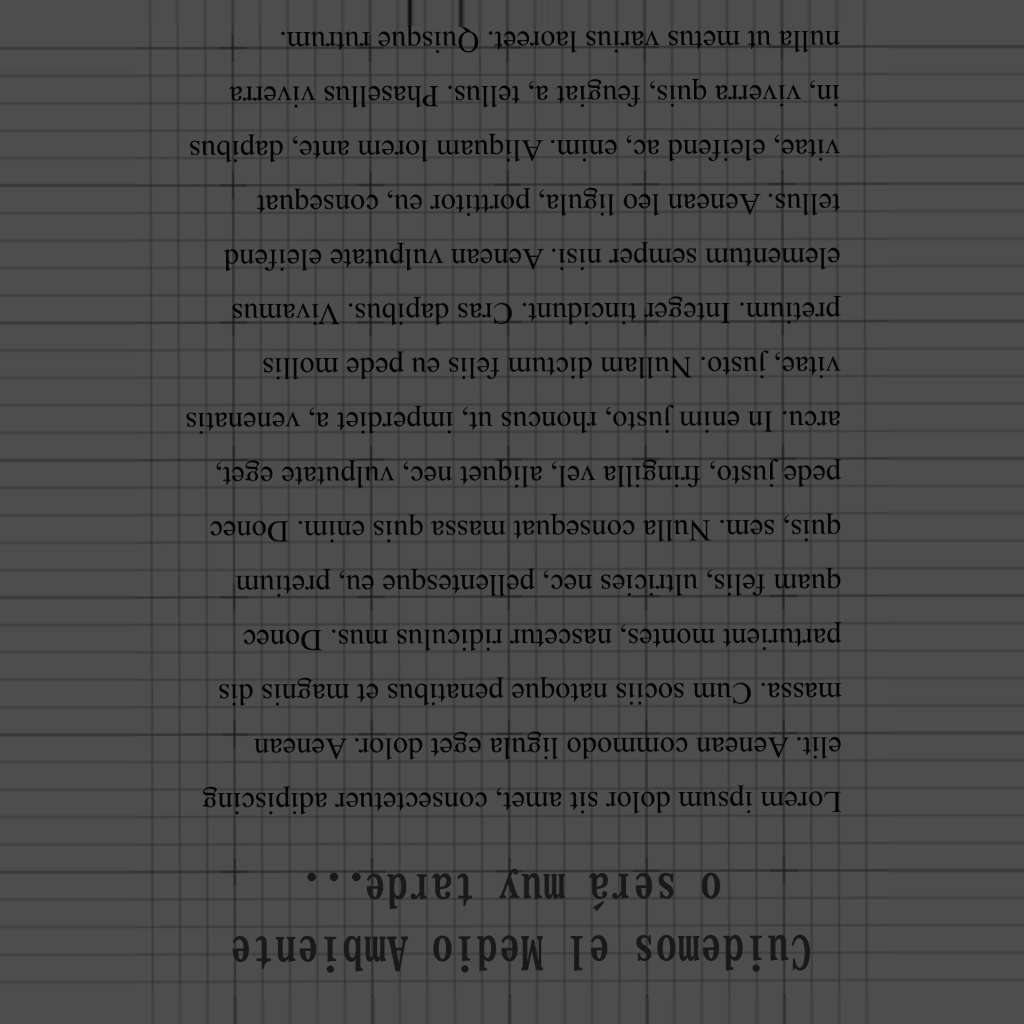 Cuidemos el Medio Ambiente
o será muy tarde...
Lorem ipsum dolor sit amet, consectetuer adipiscing
elit. Aenean commodo ligula eget dolor. Aenean
massa. Cum sociis natoque penatibus et magnis dis
parturient montes, nascetur ridiculus mus. Donec
quam felis, ultricies nec, pellentesque eu, pretium
quis, sem. Nulla consequat massa quis enim. Donec
pede justo, fringilla vel, aliquet nec, vulputate eget,
arcu. In enim justo, rhoncus ut, imperdiet a, venenatis
vitae, justo. Nullam dictum felis eu pede mollis
pretium. Integer tincidunt. Cras dapibus. Vivamus
elementum semper nisi. Aenean vulputate eleifend
tellus. Aenean leo ligula, porttitor eu, consequat
vitae, eleifend ac, enim. Aliquam lorem ante, dapibus
in, viverra quis, feugiat a, tellus. Phasellus viverra
nulla ut metus varius laoreet. Quisque rutrum.